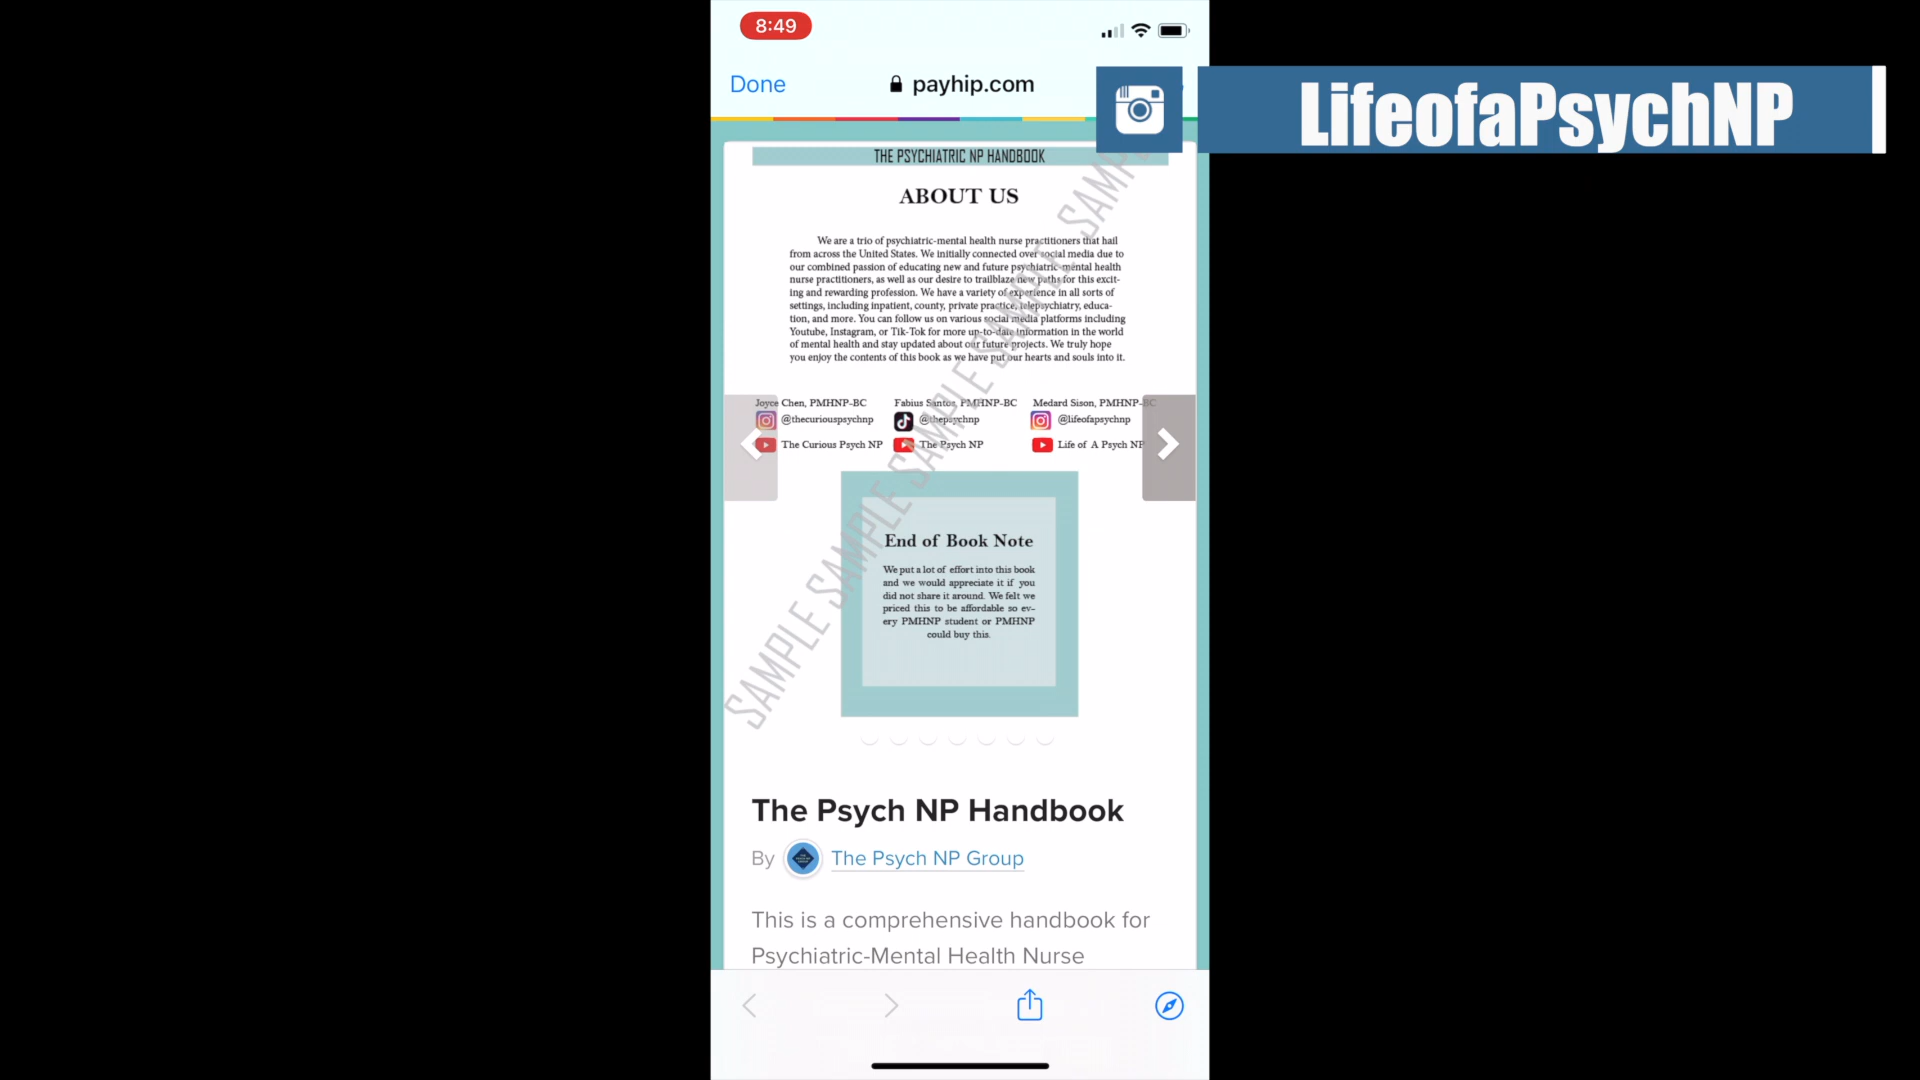 8:49
Done
payhip.com
LifeofaPsychNP
THE PSYCHIATRIC NP HANDBOOK
ABOUT US
We are a trio of psychiatric-mental health nurse practitioners that hail
from across the United States. We initially connected over social media due to
our combined passion of educating new and future psychiatric-mental health
nurse practitioners, as well as our desire to trailblaze new paths for this excit-
ing and rewarding profession. We have a variety of experience in all sorts of
settings, including inpatient, county, private practice, telepsychiatry, educa-
tion, and more. You can follow us on various social media platforms including
Youtube, Instagram, or Tik-Tok for more up-to-date information in the world
of mental health and stay updated about our future projects. We truly hope
you enjoy the contents of this book as we have put our hearts and souls into it.
Joyce Chen, PMHNP-BC
@thecuriouspsychnp
The Curious Psych NP
Fabius Santos, PMHNP-BC
@thepsychnp
The Psych NP
Medard Sison, PMHNP-BC
@lifeofapsychnp
Life of A Psych NP
SAMPLE SAMPLE SAMPLE SAMPLE SAMPLE
End of Book Note
We put a lot of effort into this book
and we would appreciate it if you
did not share it around. We felt we
priced this to be affordable so ev-
ery PMHNP student or PMHNP
could buy this.
The Psych NP Handbook
By The Psych NP Group
This is a comprehensive handbook for
Psychiatric-Mental Health Nurse